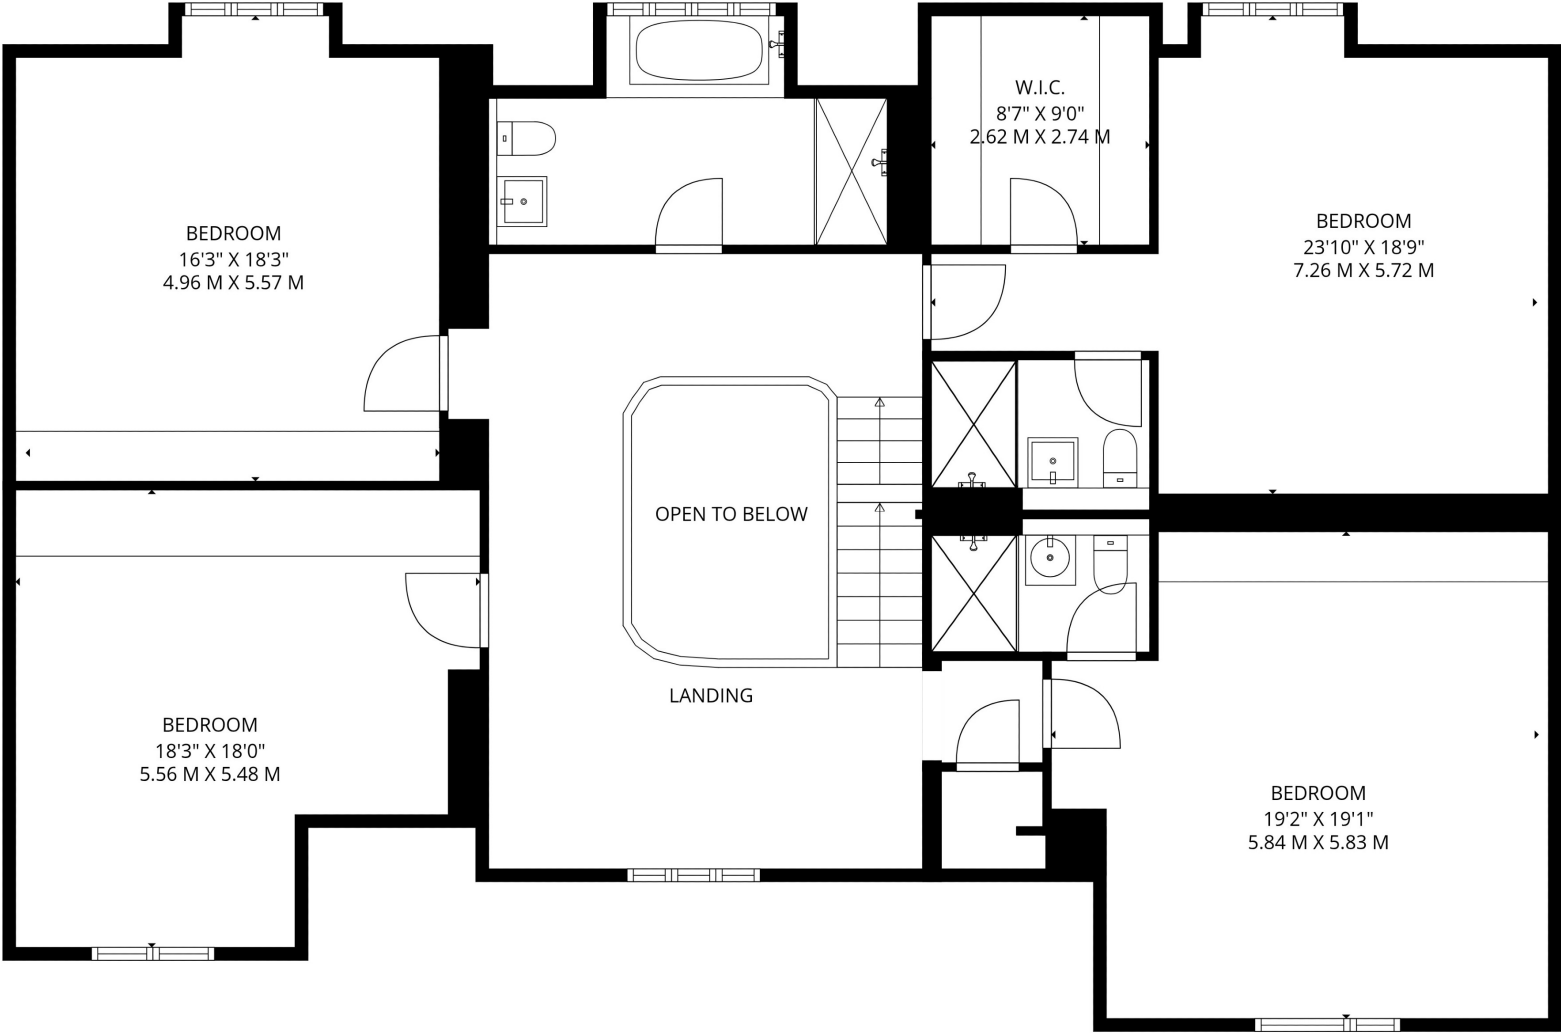 W.I.C.
8'7" X 9'0"
2.62 M X 2.74 M
BEDROOM
16'3" X 18'3"
4.96 M X 5.57 M
BEDROOM
23'10" X 18'9"
7.26 M X 5.72 M
OPEN TO BELOW
LANDING
BEDROOM
18'3" X 18'0"
5.56 M X 5.48 M
BEDROOM
19'2" X 19'1"
5.84 M X 5.83 M